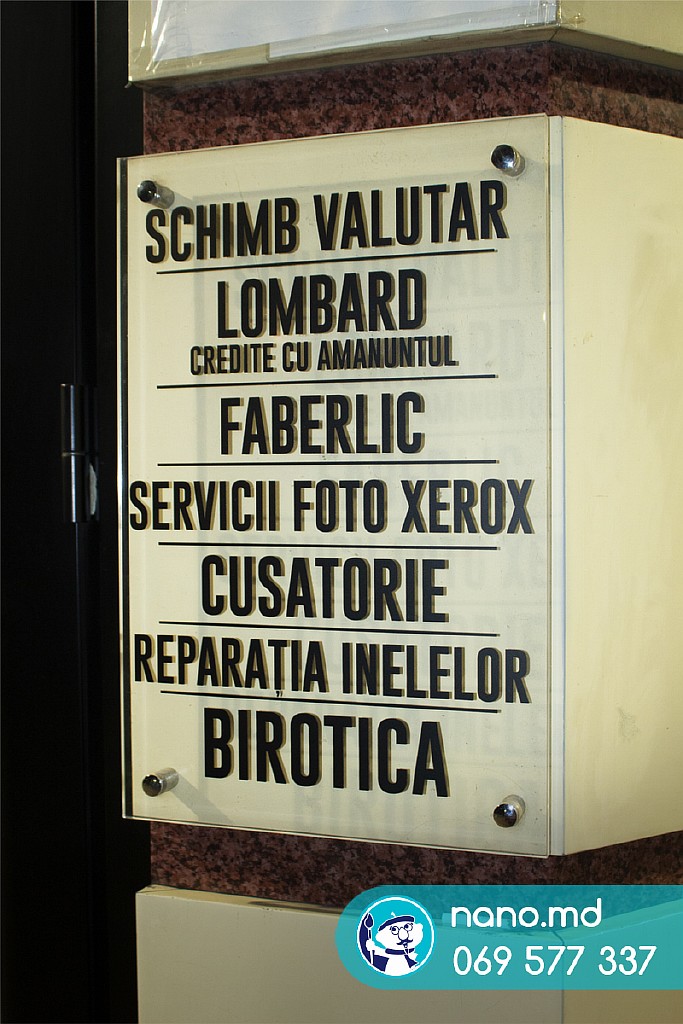 SCHIMB VALUTAR
LOMBARD
CREDITE CU AMANUNTUL
FABERLIC
SERVICII FOTO XEROX
CUSATORIE
REPARAȚIA INELELOR
BIROTICA
nano.md
069 577 337